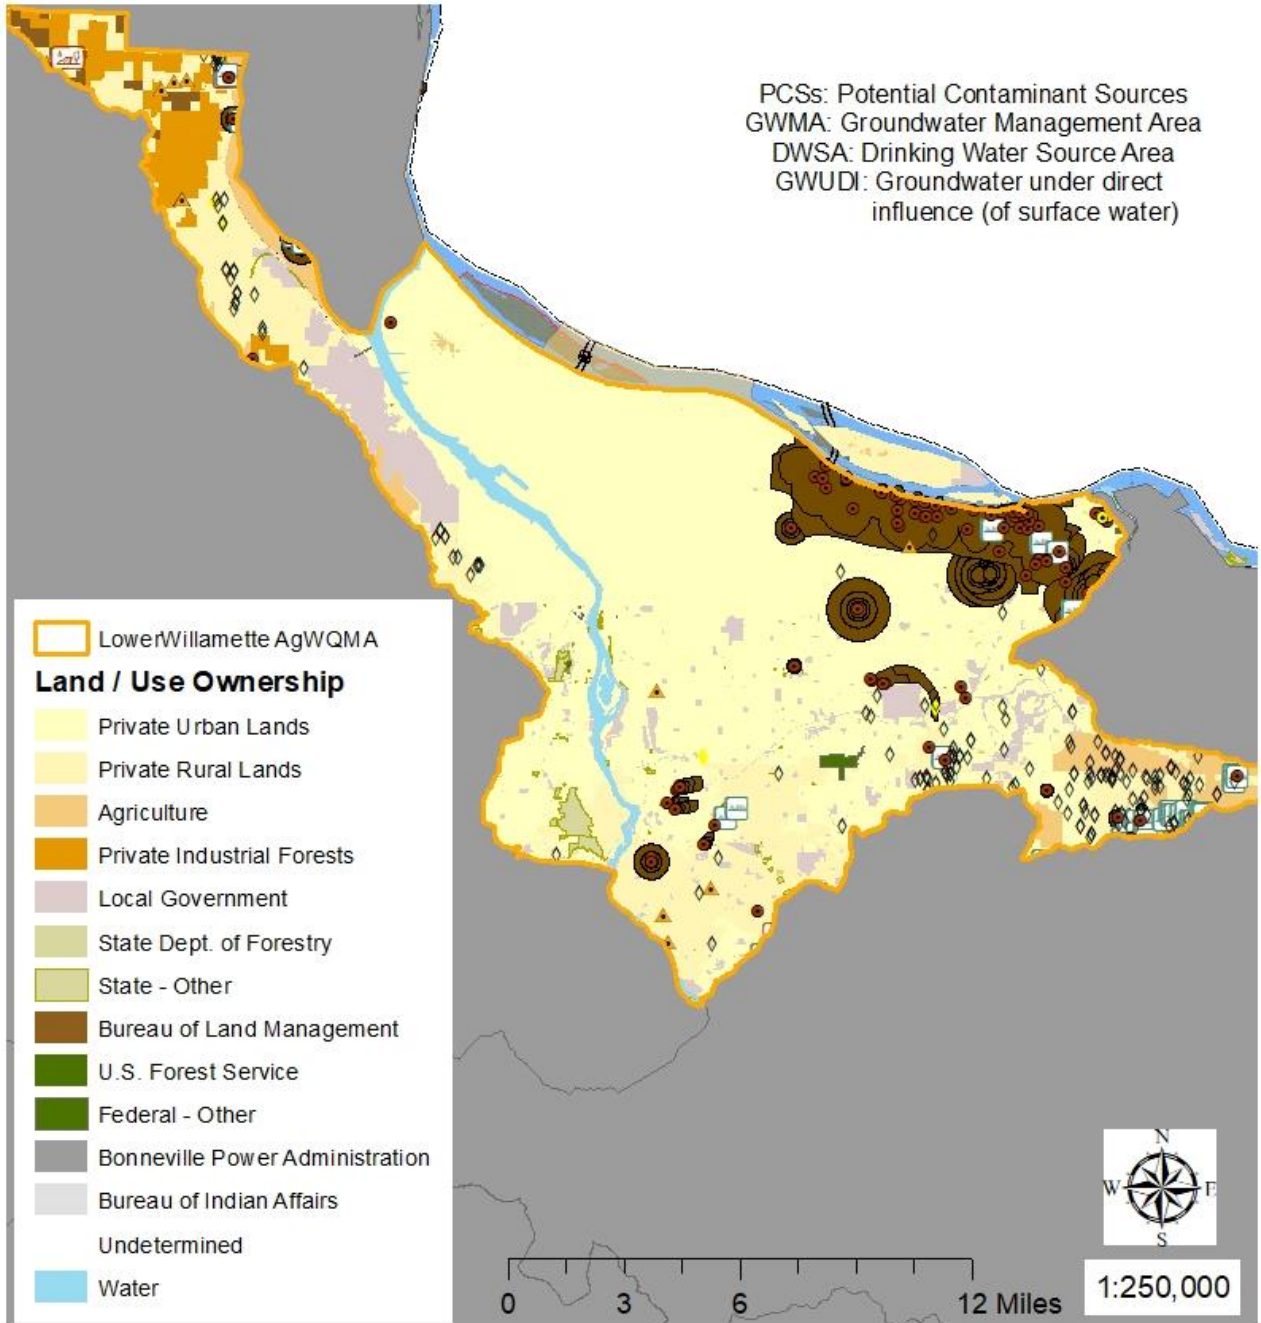 PCSs: Potential Contaminant Sources
GWMA: Groundwater Management Area
DWSA: Drinking Water Source Area
GWUDI: Groundwater under direct
influence (of surface water)
LowerWillamette AgWQMA
Land / Use Ownership
Private Urban Lands
Private Rural Lands
Agriculture
Private Industrial Forests
Local Government
State Dept. of Forestry
State - Other
Bureau of Land Management
U.S. Forest Service
Federal - Other
Bonneville Power Administration
Bureau of Indian Affairs
Undetermined
Water
N
W E
S
0 3 6 12 Miles
1:250,000